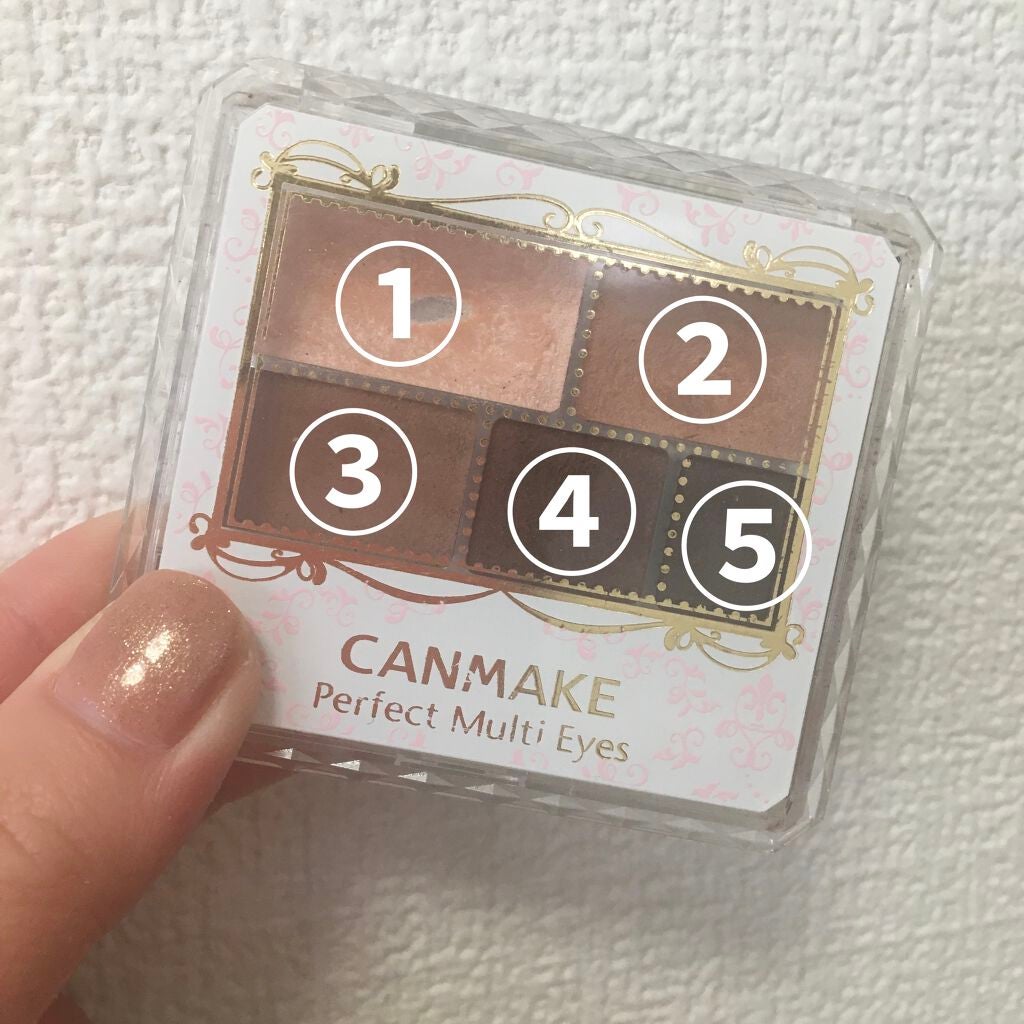 ①
②
③
④
⑤
CANMAKE
Perfect Multi Eyes